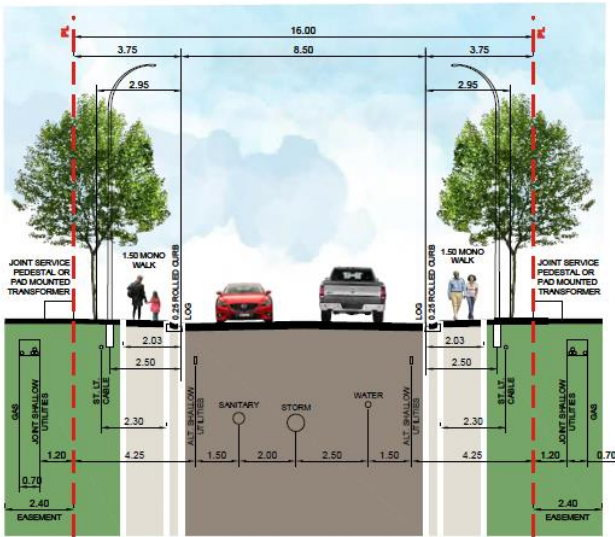 PL
16.00
PL
3.75
8.50
3.75
2.95
2.95
1.50 MONO
WALK
1.50 MONO
WALK
JOINT SERVICE
PEDESTAL OR
PAD MOUNTED
TRANSFORMER
0.25 ROLLED CURB
LOG
LOG
0.25 ROLLED CURB
JOINT SERVICE
PEDESTAL OR
PAD MOUNTED
TRANSFORMER
2.03
2.03
2.50
2.50
GAS
JOINT SHALLOW
UTILITIES
ST. LT.
CABLE
ALT. SHALLOW
UTILITIES
SANITARY
STORM
WATER
ALT. SHALLOW
UTILITIES
ST. LT.
CABLE
JOINT SHALLOW
UTILITIES
GAS
2.30
2.30
1.20
4.25
1.50
2.00
2.50
1.50
4.25
1.20
0.70
0.70
2.40
2.40
EASEMENT
EASEMENT